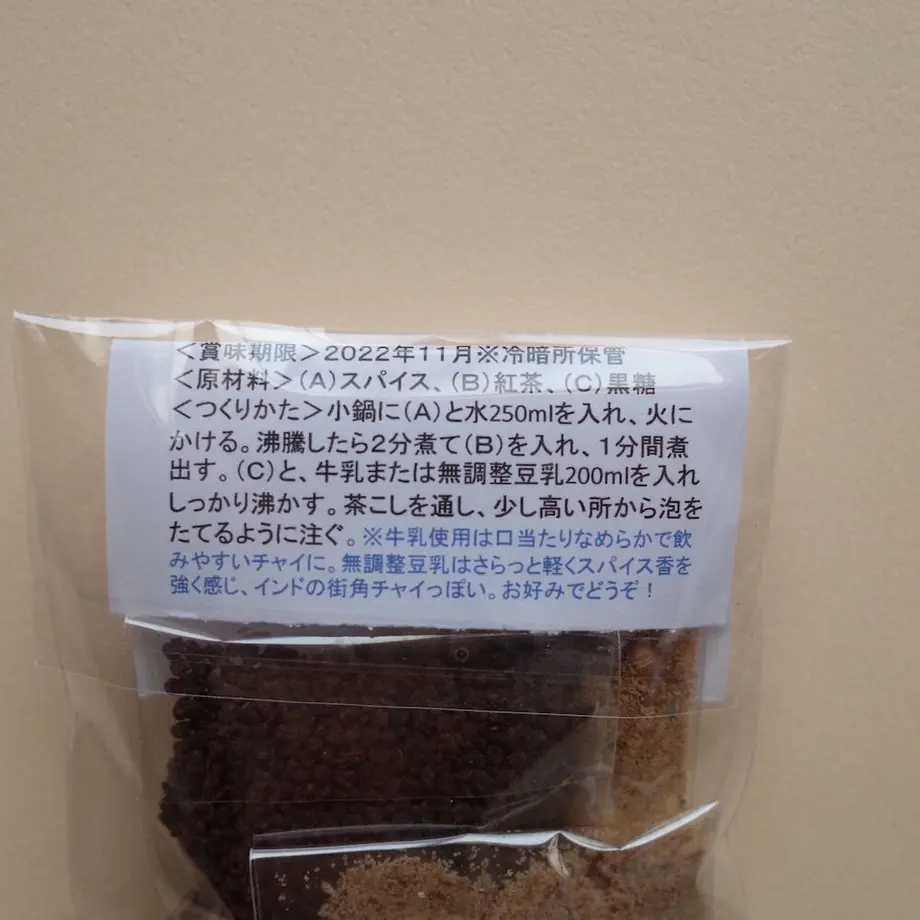 ＜賞味期限＞2022年11月※冷暗所保管
＜原材料＞(A)スパイス、(B)紅茶、(C)黒糖
＜つくりかた＞小鍋に(A)と水250mlを入れ、火に
かける。沸騰したら2分煮て(B)を入れ、1分間煮
出す。(C)と、牛乳または無調整豆乳200mlを入れ
しっかり沸かす。茶こしを通し、少し高い所から泡を
たてるように注ぐ。※牛乳使用は口当たりなめらかで飲
みやすいチャイに。無調整豆乳はさらっと軽くスパイス香を
強く感じ、インドの街角チャイっぽい。お好みでどうぞ！